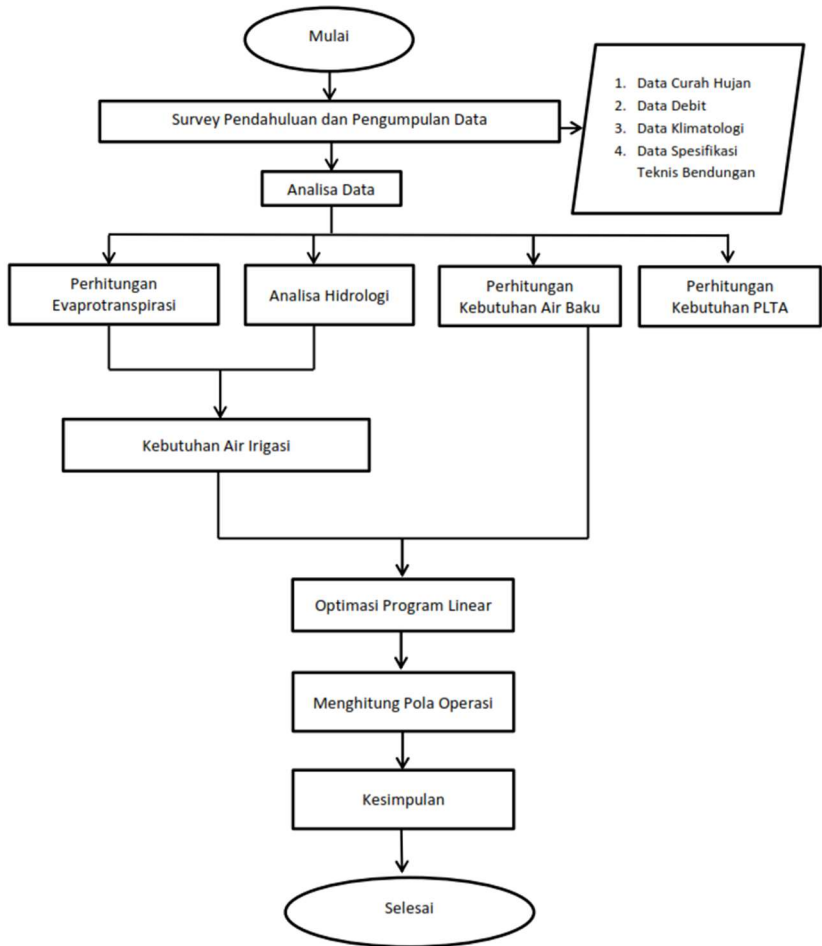 Mulai
Survey Pendahuluan dan Pengumpulan Data
1. Data Curah Hujan
2. Data Debit
3. Data Klimatologi
4. Data Spesifikasi
Teknis Bendungan
Analisa Data
Perhitungan
Evaprotranspirasi
Analisa Hidrologi
Perhitungan
Kebutuhan Air Baku
Perhitungan
Kebutuhan PLTA
Kebutuhan Air Irigasi
Optimasi Program Linear
Menghitung Pola Operasi
Kesimpulan
Selesai